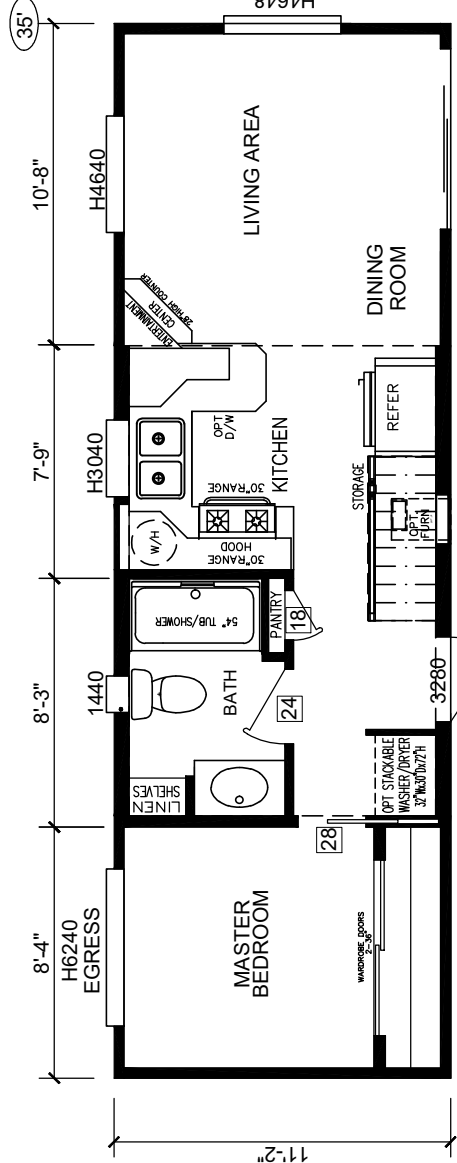 35'
10'-8"
7'-9"
8'-3"
8'-4"
11'-2"
H4648
H4640
H3040
1440
H6240
EGRESS
LIVING AREA
ENTERTAINMENT
CENTER
28" HIGH COUNTER
DINING
ROOM
OPT
D/W
KITCHEN
30" RANGE
HOOD
30" RANGE
W/H
STORAGE
REFER
OPT.
FURN
PANTRY
18
54" TUB/SHOWER
BATH
24
LINEN
SHELVES
3280
OPT STACKABLE
WASHER/DRYER
32"Wx30"Dx72"H
28
MASTER
BEDROOM
WARDROBE DOORS
2-36"